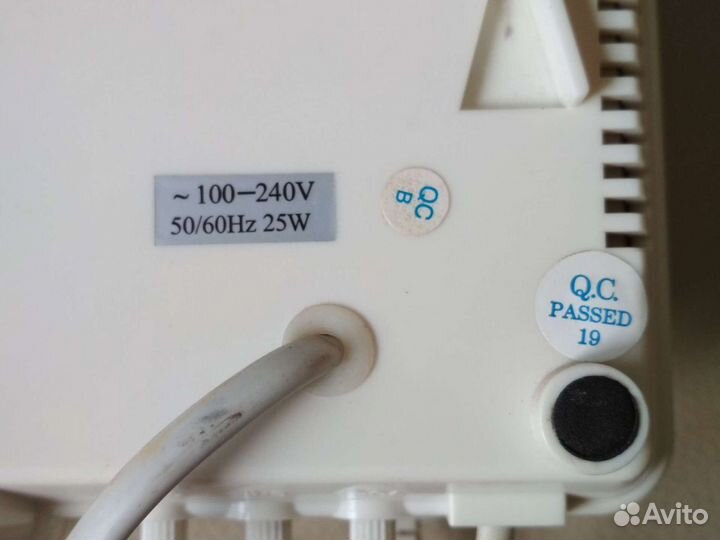 ~ 100-240V
50/60Hz 25W
QC
B
Q.C.
PASSED
19
Avito